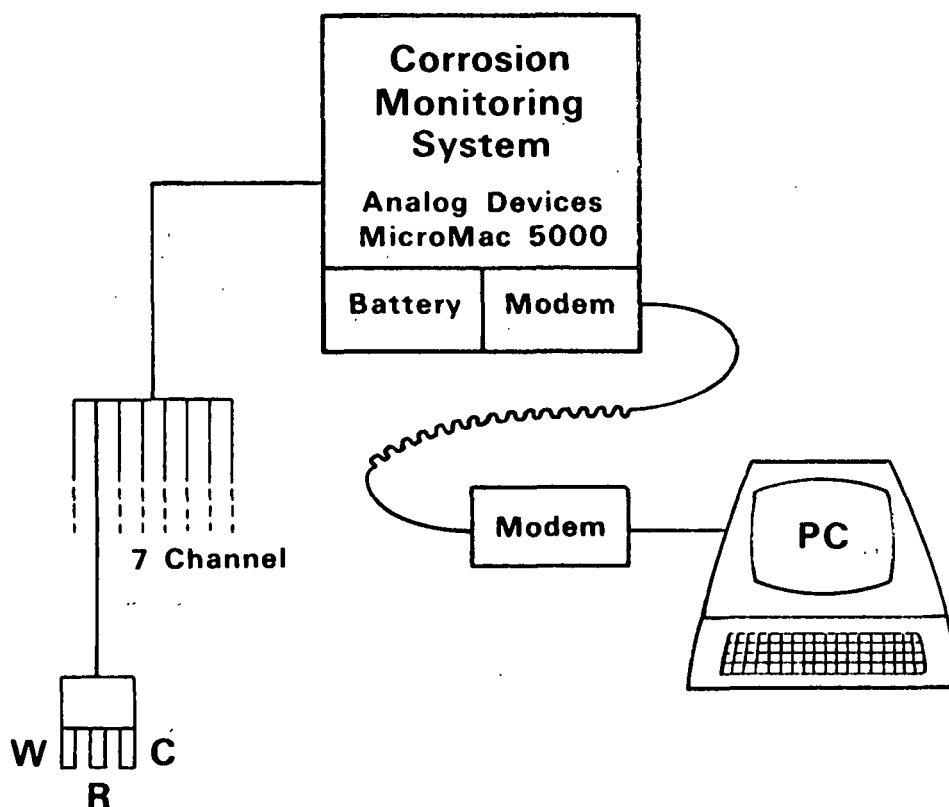 Corrosion
Monitoring
System
Analog Devices
MicroMac 5000
Battery
Modem
7 Channel
Modem
PC
W
C
R